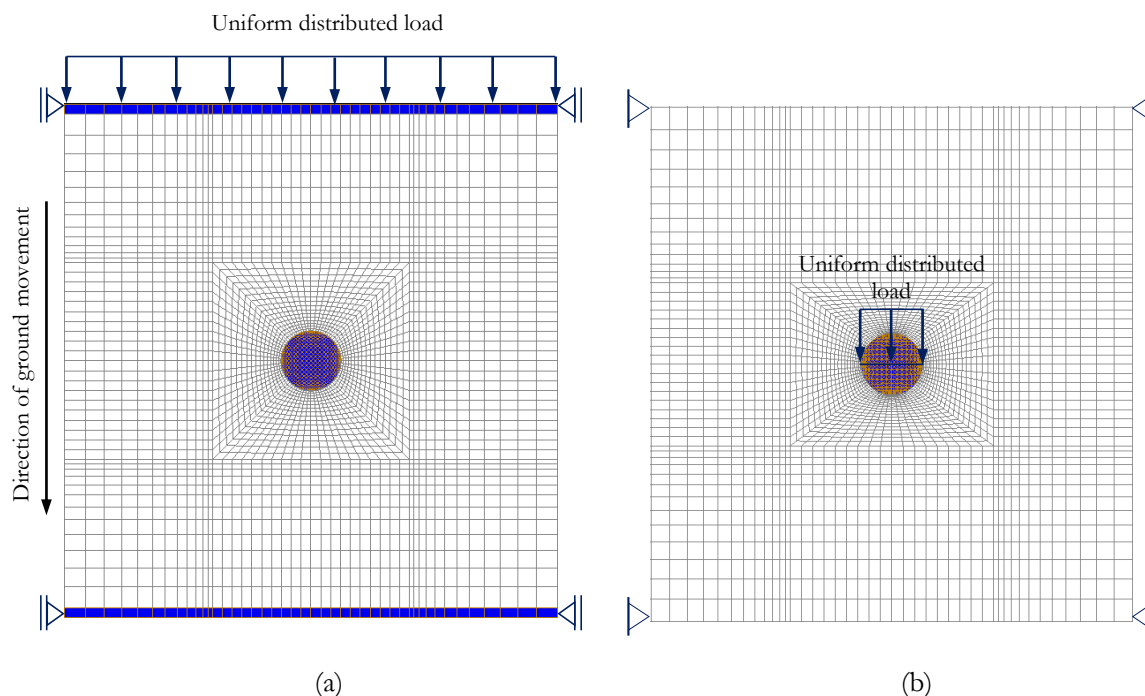 Uniform distributed load
Direction of ground movement
(a)
Uniform distributed
load
(b)